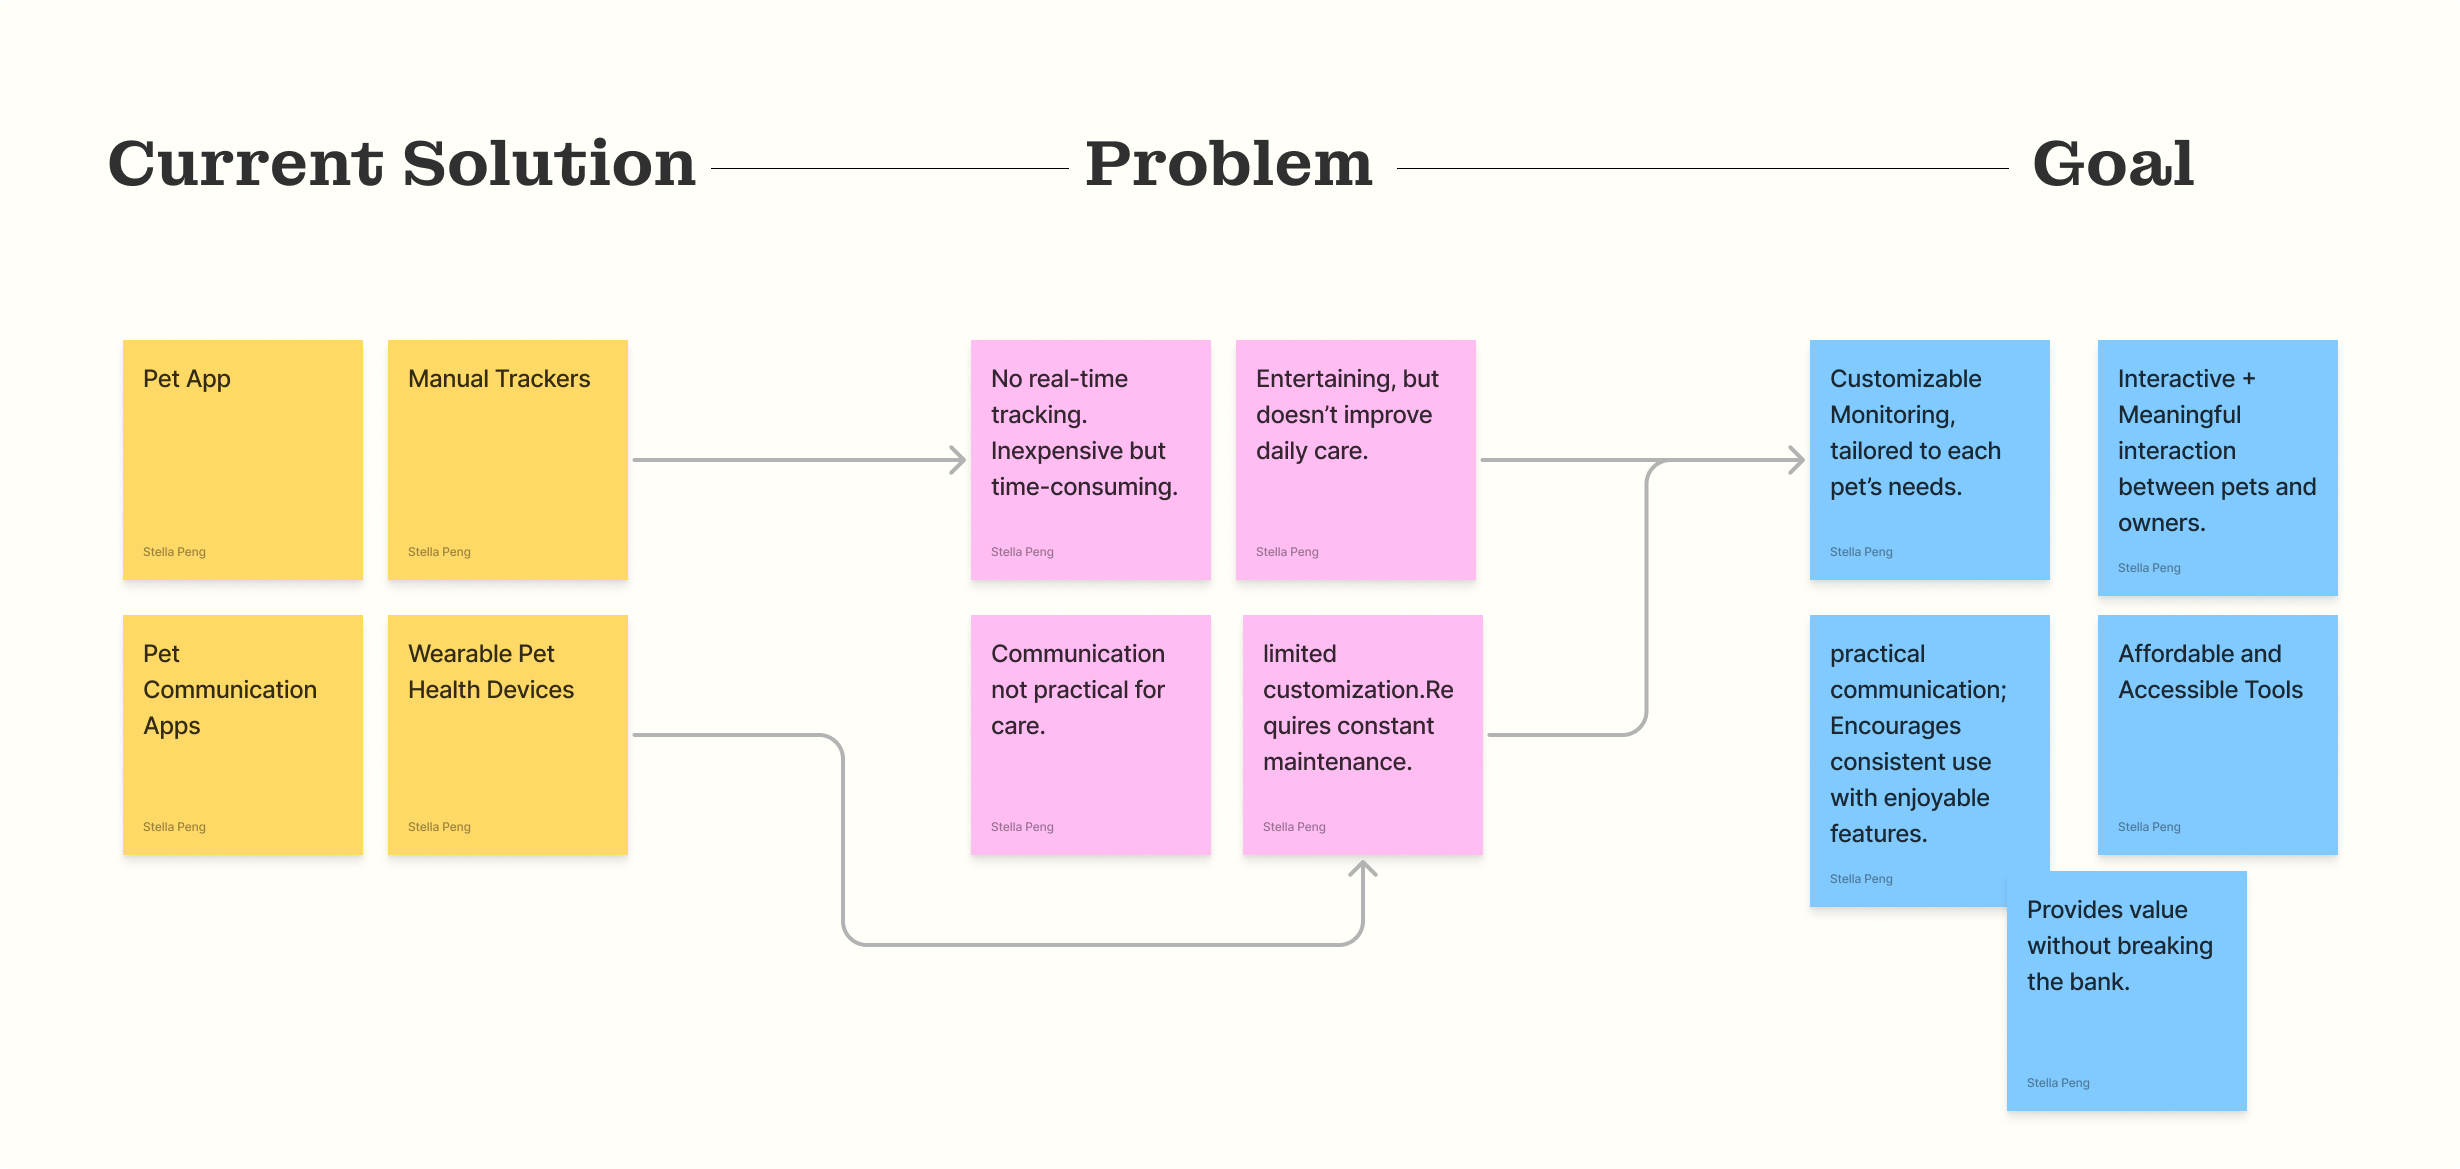 Current Solution
Problem
Goal
Pet App
Stella Peng
Manual Trackers
Stella Peng
No real-time
tracking.
Inexpensive but
time-consuming.
Stella Peng
Entertaining, but
doesn’t improve
daily care.
Stella Peng
Customizable
Monitoring,
tailored to each
pet’s needs.
Stella Peng
Interactive +
Meaningful
interaction
between pets and
owners.
Stella Peng
Pet
Communication
Apps
Stella Peng
Wearable Pet
Health Devices
Stella Peng
Communication
not practical for
care.
Stella Peng
limited
customization.Re
quires constant
maintenance.
Stella Peng
practical
communication;
Encourages
consistent use
with enjoyable
features.
Stella Peng
Affordable and
Accessible Tools
Stella Peng
Provides value
without breaking
the bank.
Stella Peng